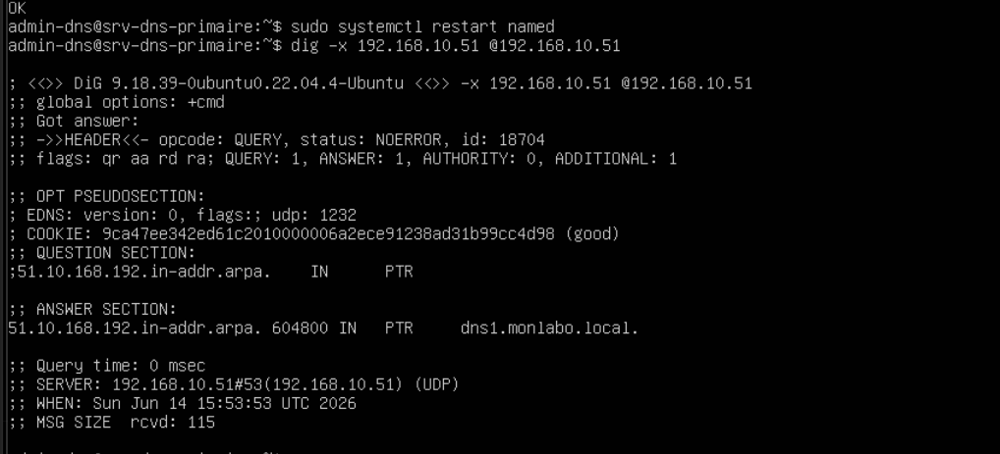 OK
admin-dns@srv-dns-primaire:~$ sudo systemctl restart named
admin-dns@srv-dns-primaire:~$ dig -x 192.168.10.51 @192.168.10.51

; <<>> DiG 9.18.39-0ubuntu0.22.04.4-Ubuntu <<>> -x 192.168.10.51 @192.168.10.51
;; global options: +cmd
;; Got answer:
;; ->>HEADER<<- opcode: QUERY, status: NOERROR, id: 18704
;; flags: qr aa rd ra; QUERY: 1, ANSWER: 1, AUTHORITY: 0, ADDITIONAL: 1

;; OPT PSEUDOSECTION:
; EDNS: version: 0, flags:; udp: 1232
; COOKIE: 9ca47ee342ed61c2010000006a2ece91238ad31b99cc4d98 (good)
;; QUESTION SECTION:
;51.10.168.192.in-addr.arpa.    IN      PTR

;; ANSWER SECTION:
51.10.168.192.in-addr.arpa. 604800 IN   PTR     dns1.monlabo.local.

;; Query time: 0 msec
;; SERVER: 192.168.10.51#53(192.168.10.51) (UDP)
;; WHEN: Sun Jun 14 15:53:53 UTC 2026
;; MSG SIZE  rcvd: 115